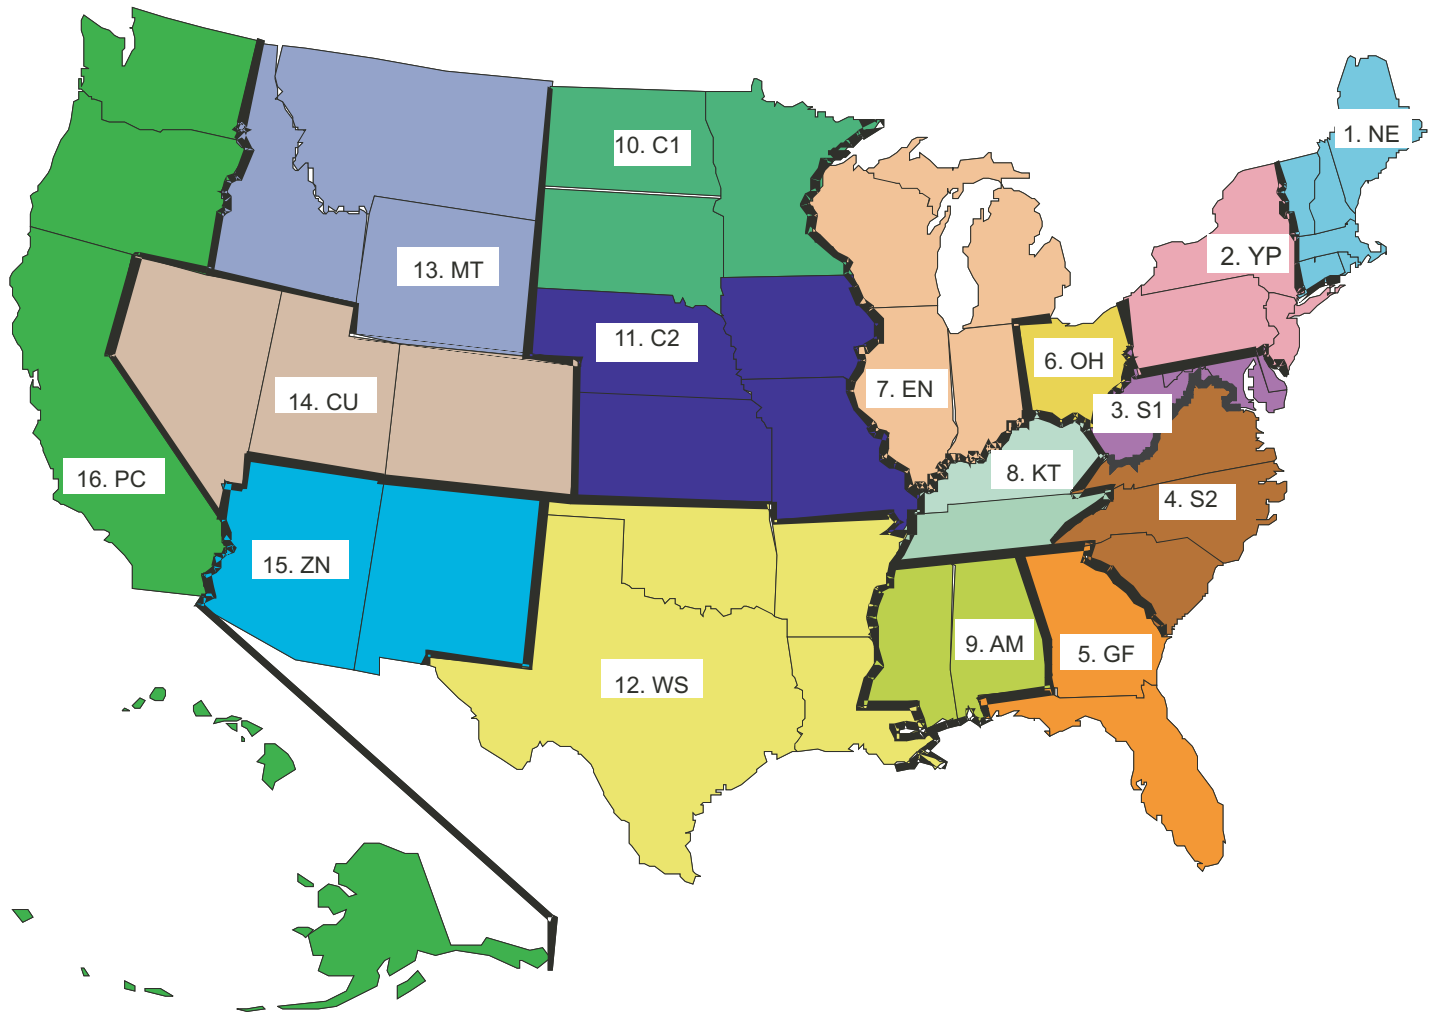 1. NE
10. C1
2. YP
13. MT
11. C2
6. OH
7. EN
14. CU
3. S1
8. KT
16. PC
4. S2
15. ZN
9. AM
5. GF
12. WS